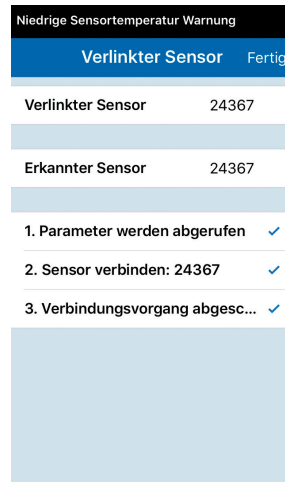 Niedrige Sensortemperatur Warnung
Verlinkter Sensor Fertig
Verlinkter Sensor 24367
Erkannter Sensor 24367
1. Parameter werden abgerufen
2. Sensor verbinden: 24367
3. Verbindungsvorgang abgesc...